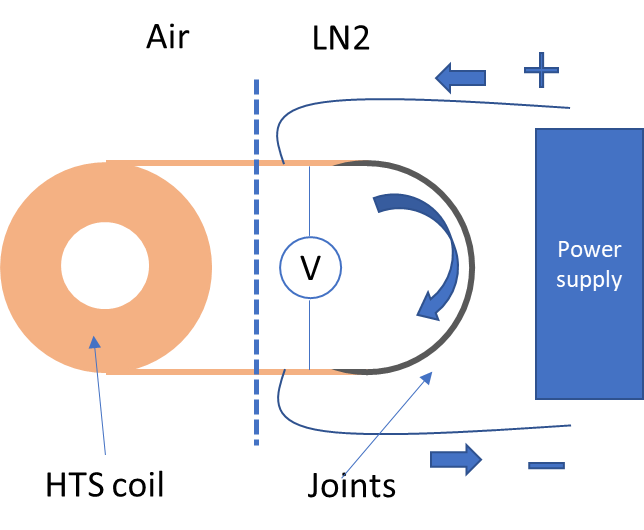 Air
LN2
+
V
Power
supply
HTS coil
Joints
−